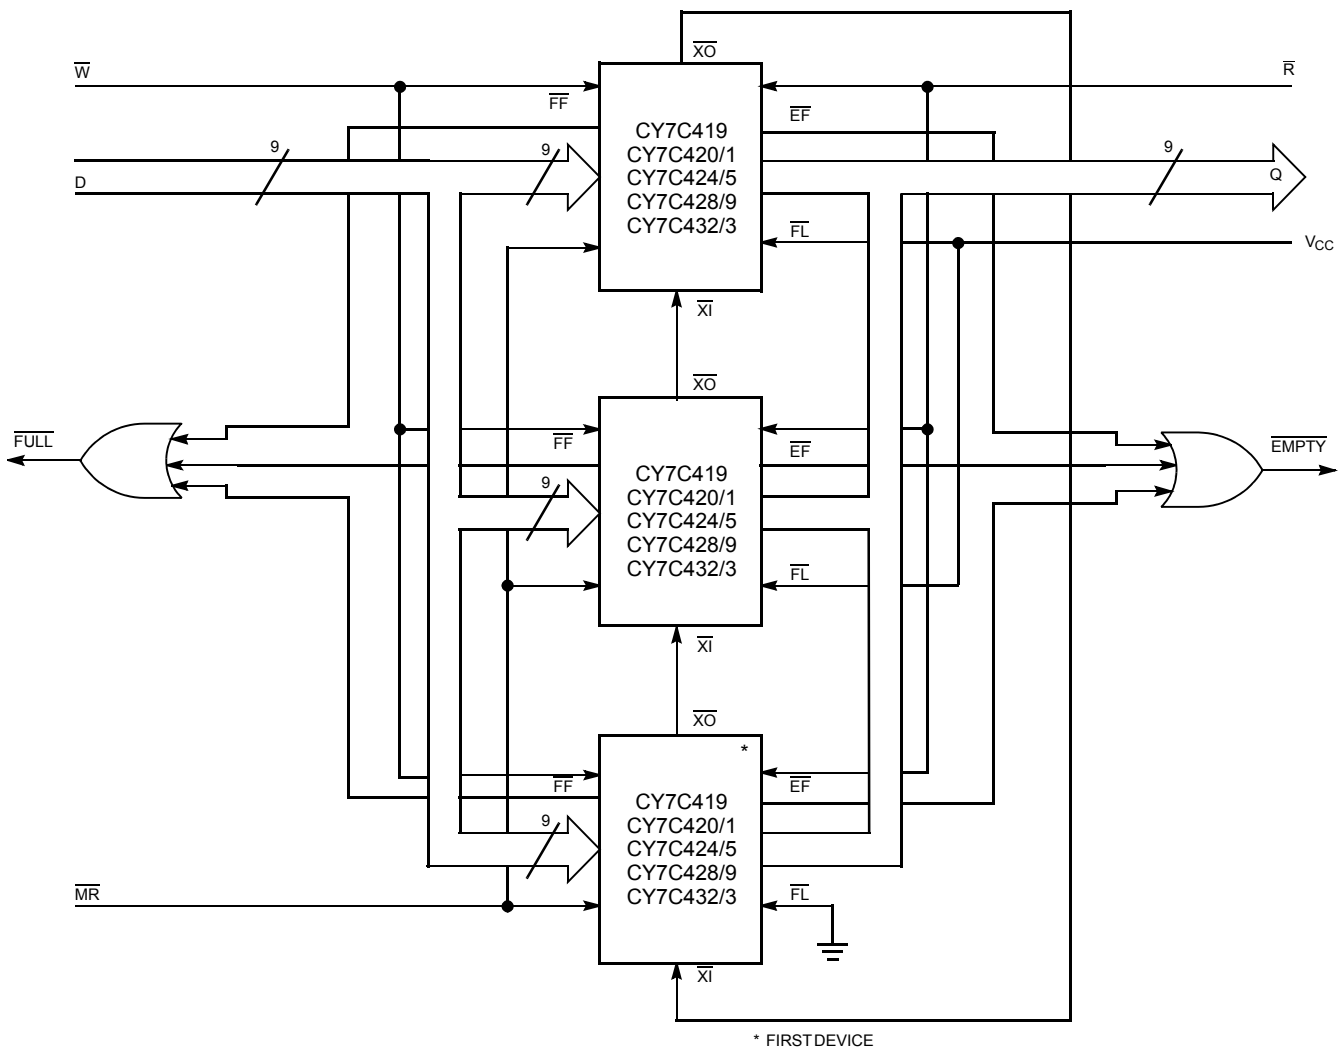 XO
W
R
FF
EF
CY7C419
CY7C420/1
CY7C424/5
CY7C428/9
CY7C432/3
9
9
9
D
Q
FL
VCC
XI
XO
FULL
FF
EF
EMPTY
CY7C419
CY7C420/1
CY7C424/5
CY7C428/9
CY7C432/3
9
FL
XI
XO
*
FF
EF
CY7C419
CY7C420/1
CY7C424/5
CY7C428/9
CY7C432/3
9
MR
FL
XI
* FIRST DEVICE